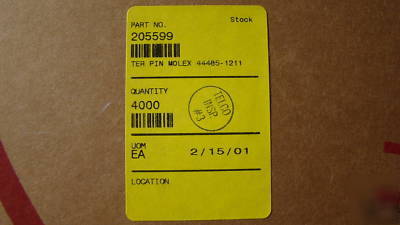 PART NO. Stock
205599
TER PIN MOLEX 44485-1211
QUANTITY
4000
TELCO
INSP.
#3
UOM
EA 2/15/01
LOCATION